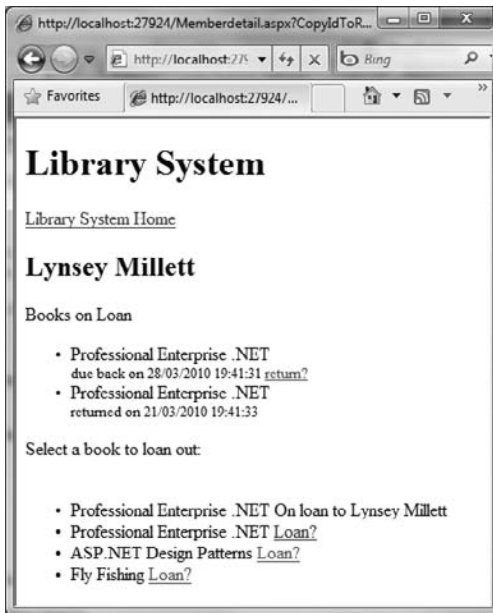 http://localhost:27924/Memberdetail.aspx?CopyIdToR...
http://localhost:279
Bing
Favorites
http://localhost:27924/...
Library System
Library System Home
Lynsey Millett
Books on Loan
• Professional Enterprise .NET
due back on 28/03/2010 19:41:31 return?
• Professional Enterprise .NET
returned on 21/03/2010 19:41:33
Select a book to loan out:
• Professional Enterprise .NET On loan to Lynsey Millett
• Professional Enterprise .NET Loan?
• ASP.NET Design Patterns Loan?
• Fly Fishing Loan?